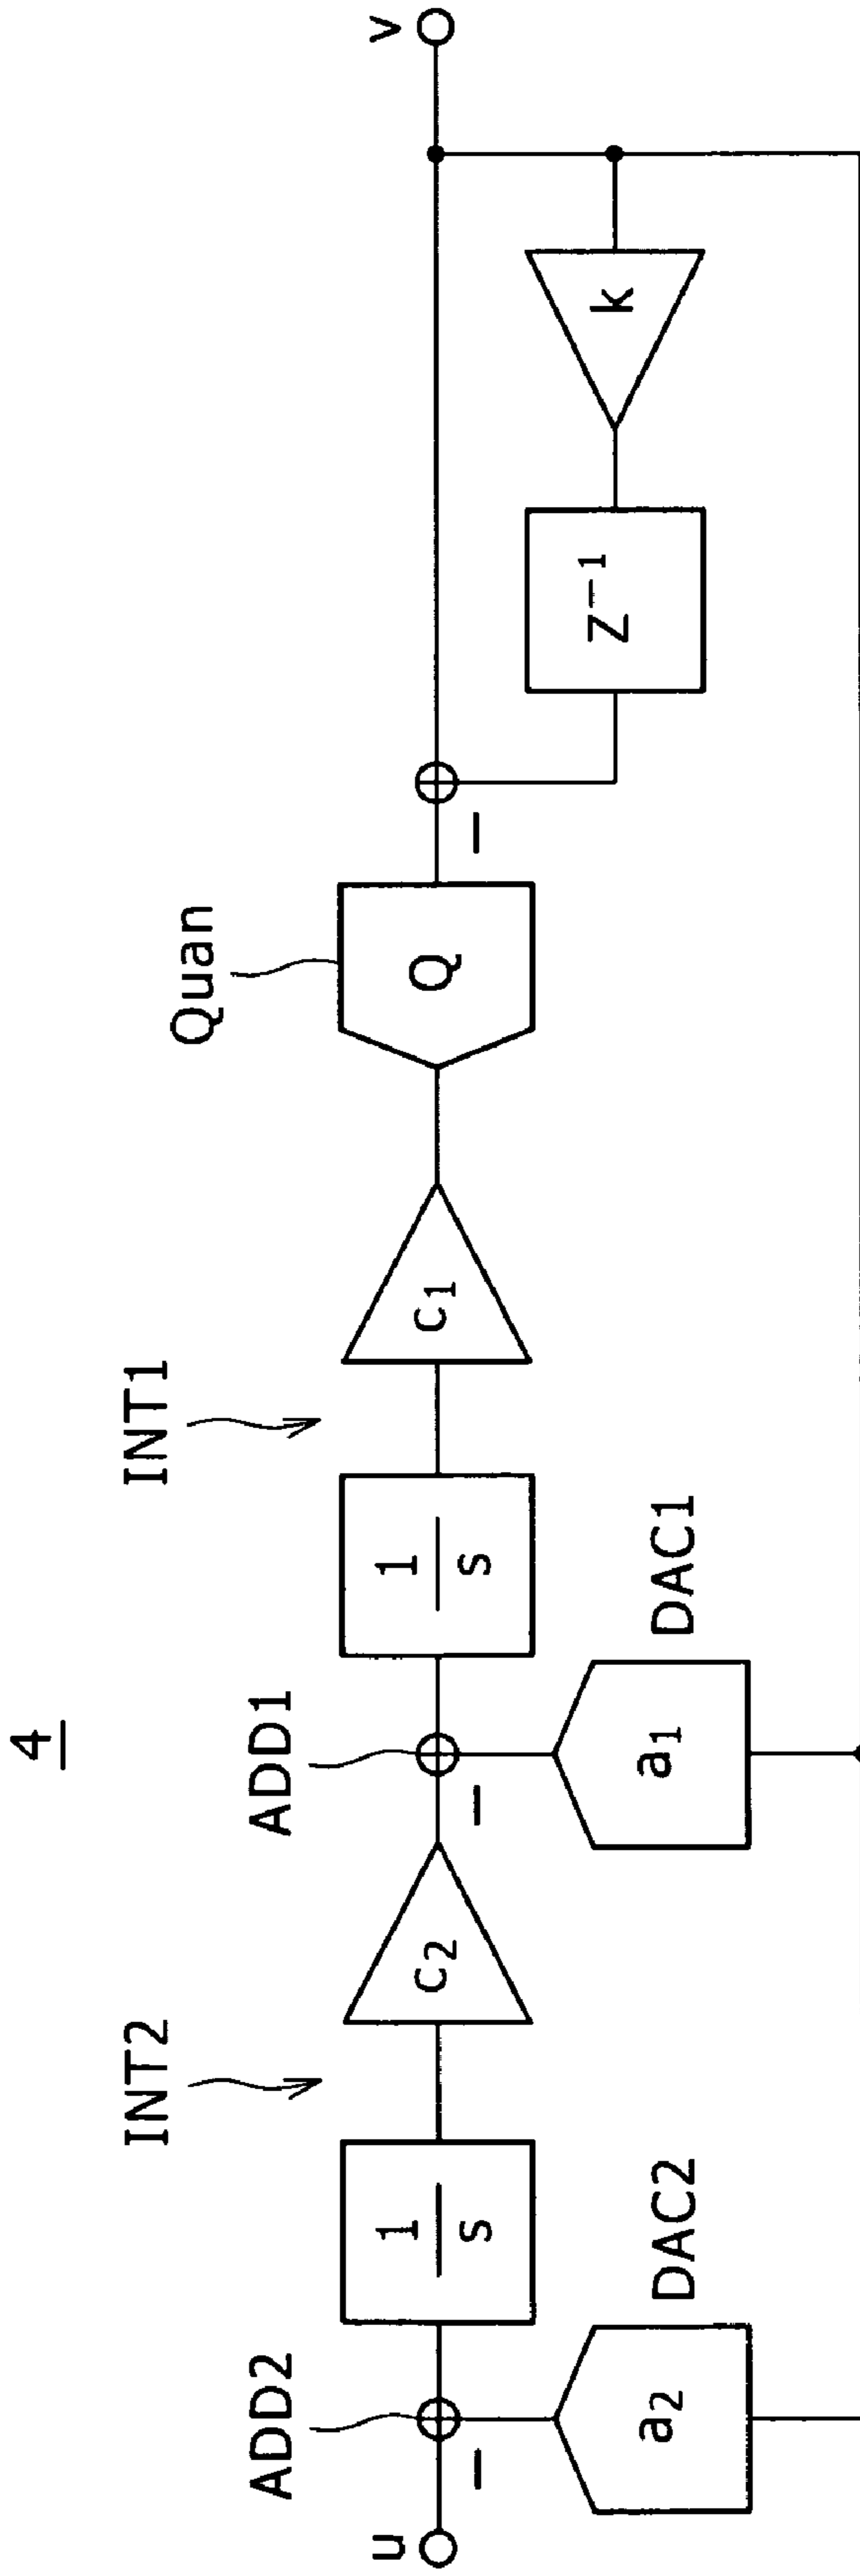 4
INT2
INT1
Quan
ADD2
ADD1
u
1
s
c2
1
s
c1
Q
v
−
−
−
a2
DAC2
a1
DAC1
Z−1
k